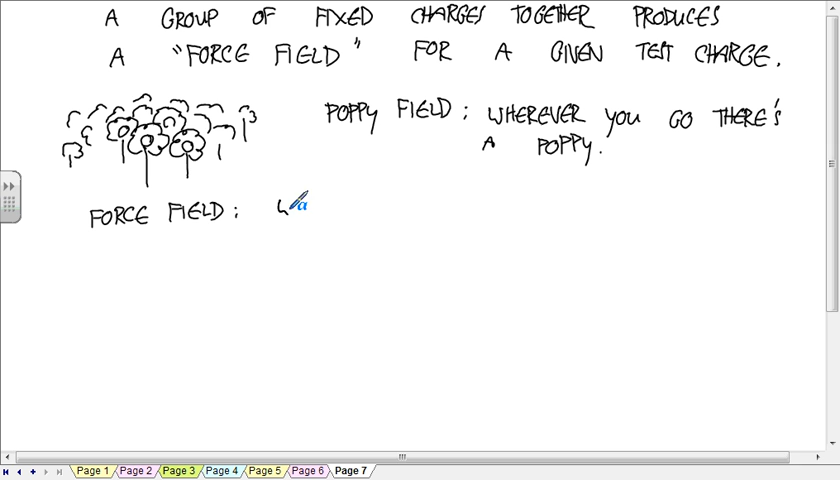 A GROUP OF FIXED CHARGES TOGETHER PRODUCES
A "FORCE FIELD" FOR A GIVEN TEST CHARGE.
POPPY FIELD: WHEREVER YOU GO THERE'S
A POPPY.
FORCE FIELD:
Page 1 Page 2 Page 3 Page 4 Page 5 Page 6 Page 7